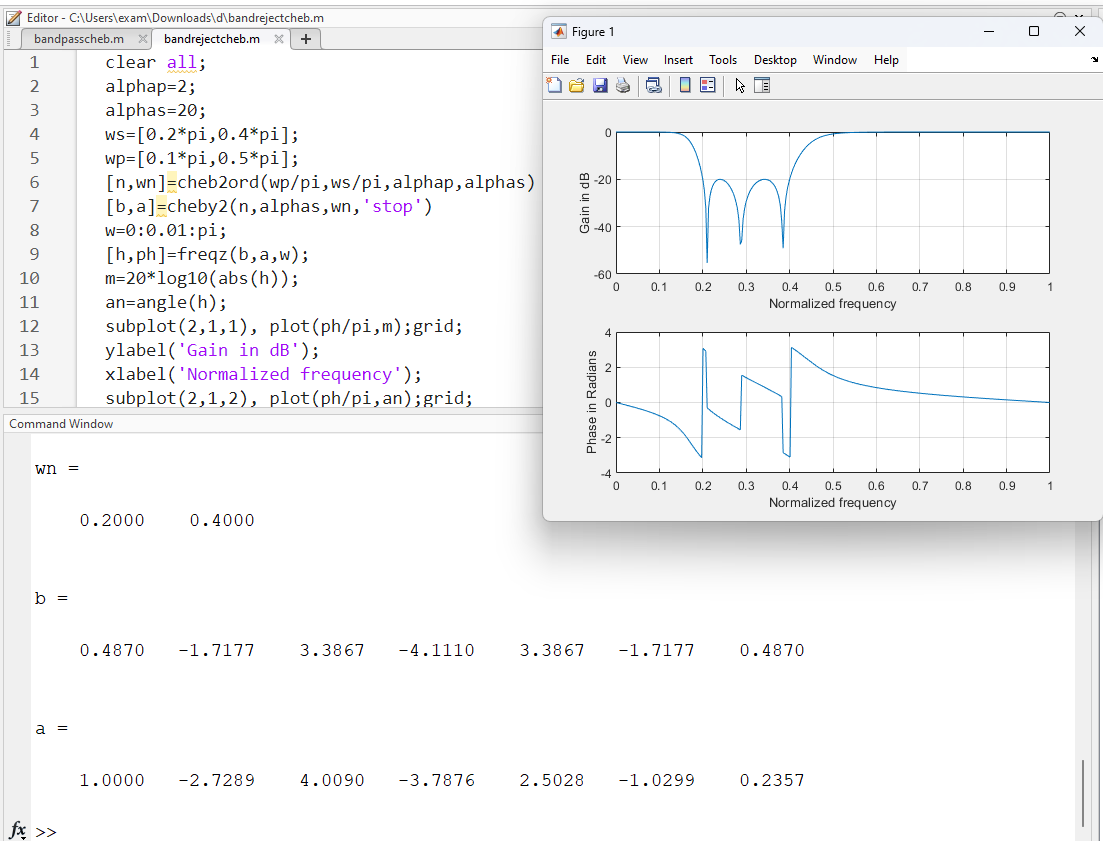 Editor - C:\Users\exam\Downloads\d\bandrejectcheb.m
bandpasscheb.m × bandrejectcheb.m × +
1 clear all;
2 alphap=2;
3 alphas=20;
4 ws=[0.2*pi,0.4*pi];
5 wp=[0.1*pi,0.5*pi];
6 [n,wn]=cheb2ord(wp/pi,ws/pi,alphap,alphas)
7 [b,a]=cheby2(n,alphas,wn,'stop')
8 w=0:0.01:pi;
9 [h,ph]=freqz(b,a,w);
10 m=20*log10(abs(h));
11 an=angle(h);
12 subplot(2,1,1), plot(ph/pi,m);grid;
13 ylabel('Gain in dB');
14 xlabel('Normalized frequency');
15 subplot(2,1,2), plot(ph/pi,an);grid;
Figure 1
File Edit View Insert Tools Desktop Window Help
Gain in dB
0
-20
-40
-60
0 0.1 0.2 0.3 0.4 0.5 0.6 0.7 0.8 0.9 1
Normalized frequency
Phase in Radians
4
2
0
-2
-4
0 0.1 0.2 0.3 0.4 0.5 0.6 0.7 0.8 0.9 1
Normalized frequency
Command Window
wn =
0.2000 0.4000
b =
0.4870 -1.7177 3.3867 -4.1110 3.3867 -1.7177 0.4870
a =
1.0000 -2.7289 4.0090 -3.7876 2.5028 -1.0299 0.2357
fx >>